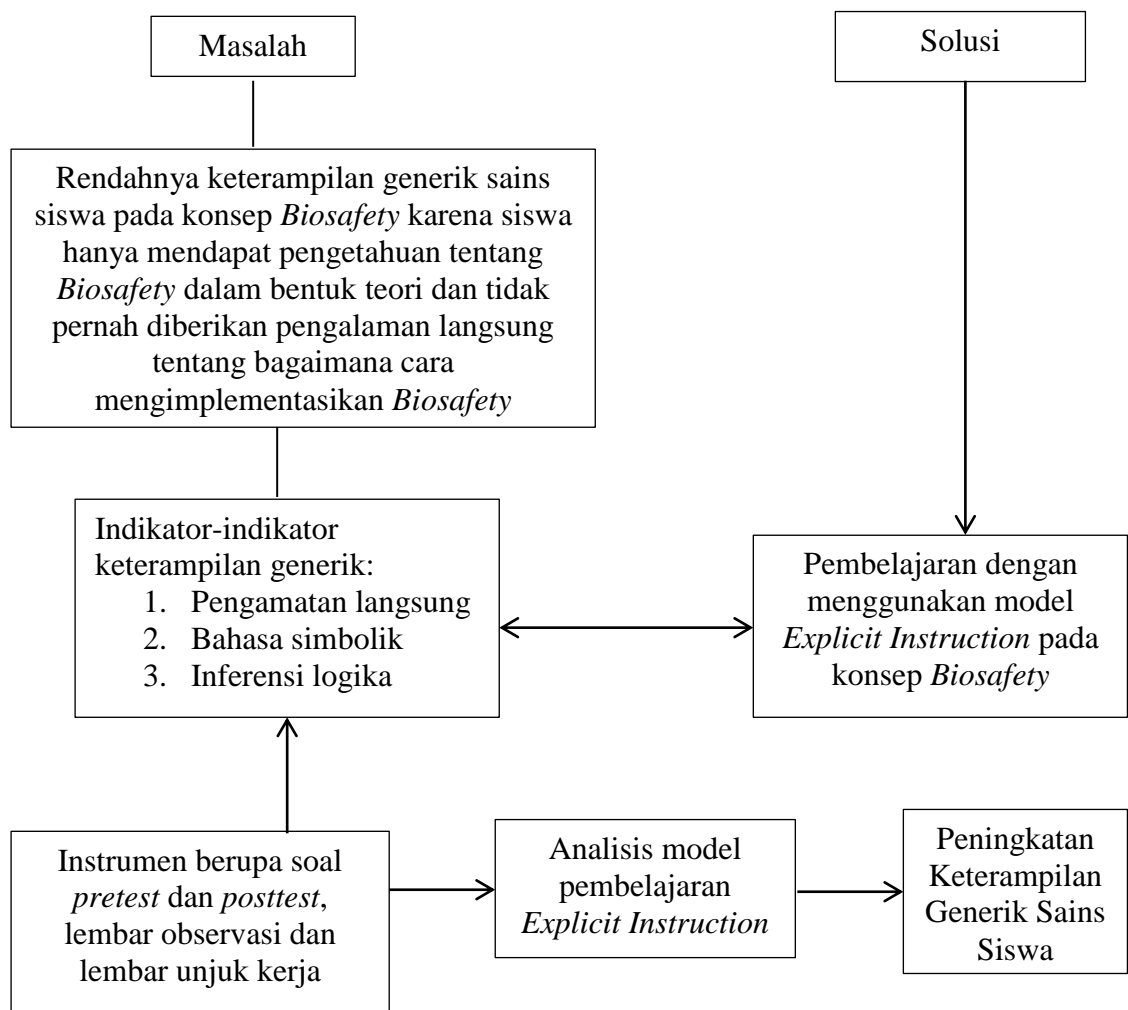 Masalah
Solusi
Rendahnya keterampilan generik sains
siswa pada konsep Biosafety karena siswa
hanya mendapat pengetahuan tentang
Biosafety dalam bentuk teori dan tidak
pernah diberikan pengalaman langsung
tentang bagaimana cara
mengimplementasikan Biosafety
Indikator-indikator
keterampilan generik:
1. Pengamatan langsung
2. Bahasa simbolik
3. Inferensi logika
Pembelajaran dengan
menggunakan model
Explicit Instruction pada
konsep Biosafety
Instrumen berupa soal
pretest dan posttest,
lembar observasi dan
lembar unjuk kerja
Analisis model
pembelajaran
Explicit Instruction
Peningkatan
Keterampilan
Generik Sains
Siswa